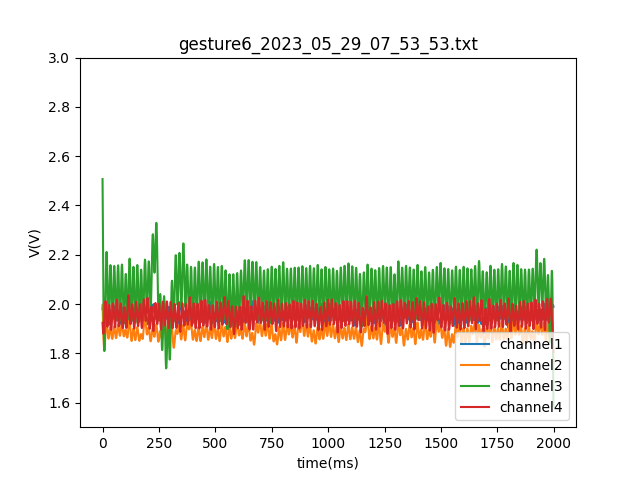 gesture6_2023_05_29_07_53_53.txt
3.0
2.8
2.6
2.4
2.2
2.0
1.8
1.6
V(V)
0 250 500 750 1000 1250 1500 1750 2000
time(ms)
channel1
channel2
channel3
channel4